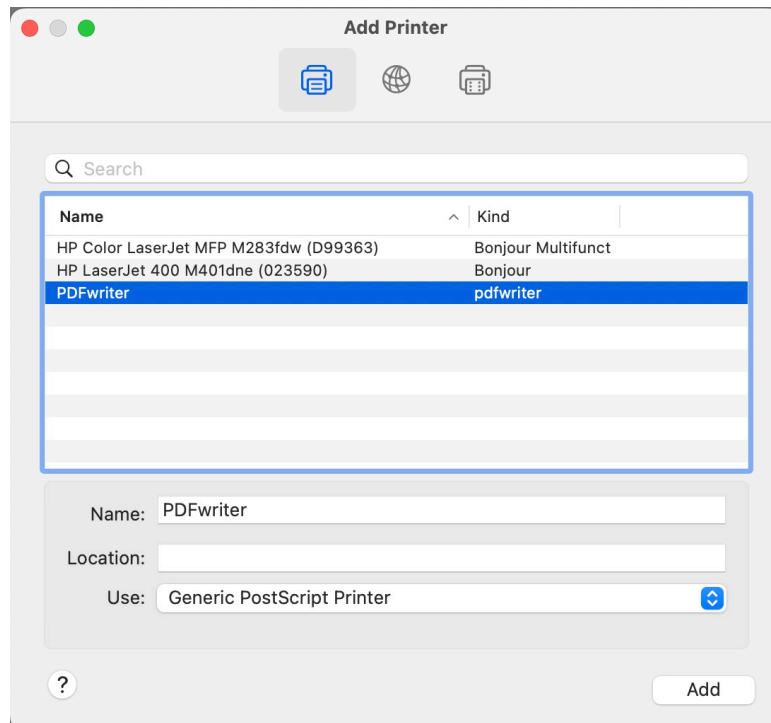 Add Printer
Search
Name Kind
HP Color LaserJet MFP M283fdw (D99363) Bonjour Multifunct
HP LaserJet 400 M401dne (023590) Bonjour
PDFwriter pdfwriter
Name: PDFwriter
Location:
Use: Generic PostScript Printer
? Add